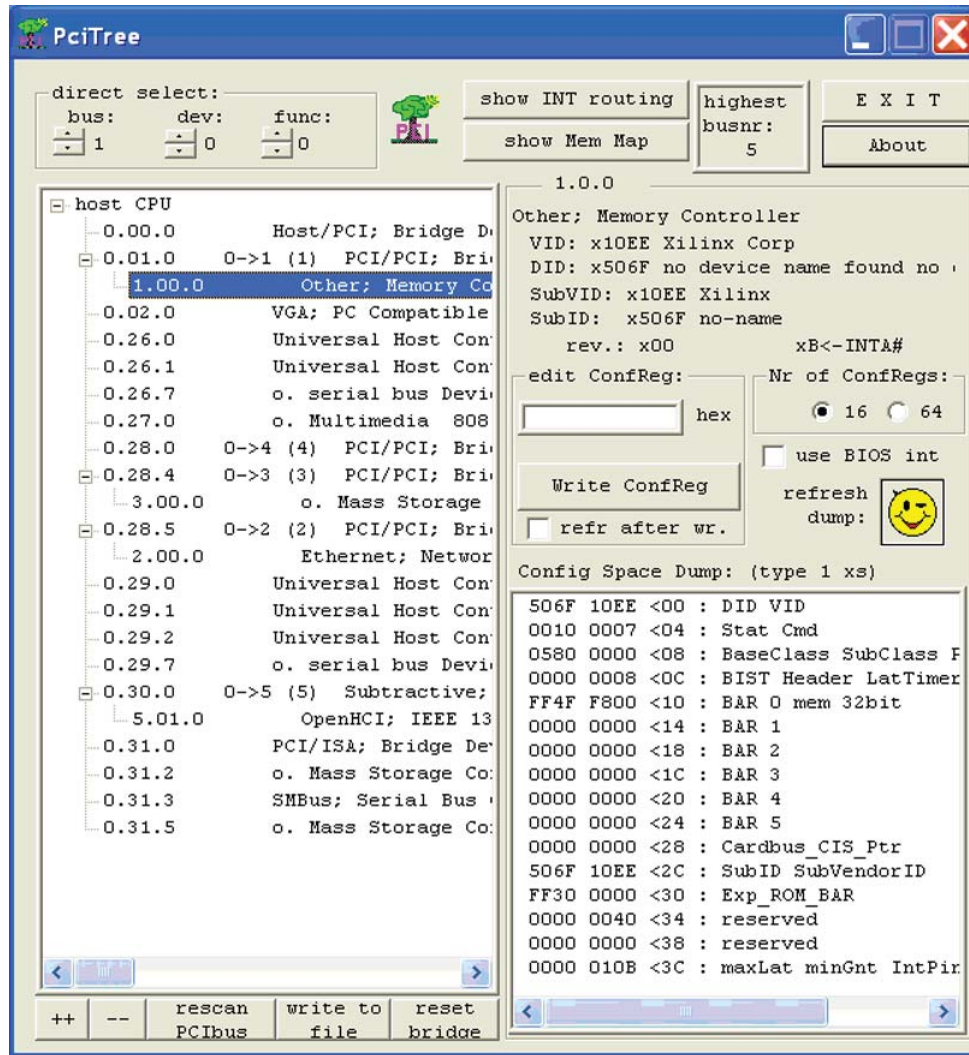 PciTree
direct select:
bus: dev: func:
1 0 0
PCI
show INT routing
show Mem Map
highest
busnr:
5
E X I T
About
host CPU
0.00.0 Host/PCI; Bridge D
0.01.0 0->1 (1) PCI/PCI; Bri
1.00.0 Other; Memory Co
0.02.0 VGA; PC Compatible
0.26.0 Universal Host Con
0.26.1 Universal Host Con
0.26.7 o. serial bus Devi
0.27.0 o. Multimedia 808
0.28.0 0->4 (4) PCI/PCI; Bri
0.28.4 0->3 (3) PCI/PCI; Bri
3.00.0 o. Mass Storage
0.28.5 0->2 (2) PCI/PCI; Bri
2.00.0 Ethernet; Networ
0.29.0 Universal Host Con
0.29.1 Universal Host Con
0.29.2 Universal Host Con
0.29.7 o. serial bus Devi
0.30.0 0->5 (5) Subtractive;
5.01.0 OpenHCI; IEEE 13
0.31.0 PCI/ISA; Bridge De
0.31.2 o. Mass Storage Co
0.31.3 SMBus; Serial Bus
0.31.5 o. Mass Storage Co
++ -- rescan PCIbus write to file reset bridge
1.0.0
Other; Memory Controller
VID: x10EE Xilinx Corp
DID: x506F no device name found no
SubVID: x10EE Xilinx
SubID: x506F no-name
rev.: x00 xB<-INTA#
edit ConfReg:
hex
Write ConfReg
refr after wr.
Nr of ConfRegs:
16 64
use BIOS int
refresh
dump:
Config Space Dump: (type 1 xs)
506F 10EE <00 : DID VID
0010 0007 <04 : Stat Cmd
0580 0000 <08 : BaseClass SubClass
0000 0008 <0C : BIST Header LatTimer
FF4F F800 <10 : BAR 0 mem 32bit
0000 0000 <14 : BAR 1
0000 0000 <18 : BAR 2
0000 0000 <1C : BAR 3
0000 0000 <20 : BAR 4
0000 0000 <24 : BAR 5
0000 0000 <28 : Cardbus_CIS_Ptr
506F 10EE <2C : SubID SubVendorID
FF30 0000 <30 : Exp_ROM_BAR
0000 0040 <34 : reserved
0000 0000 <38 : reserved
0000 010B <3C : maxLat minGnt IntPin